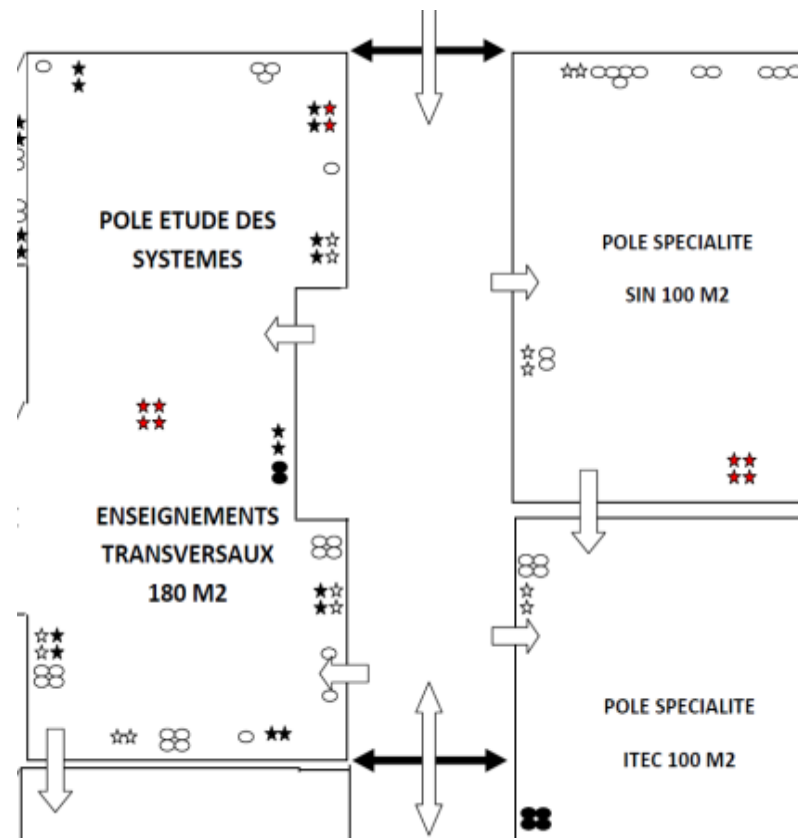 POLE ETUDE DES
SYSTEMES
ENSEIGNEMENTS
TRANSVERSAUX
180 M2
POLE SPECIALITE
SIN 100 M2
POLE SPECIALITE
ITEC 100 M2